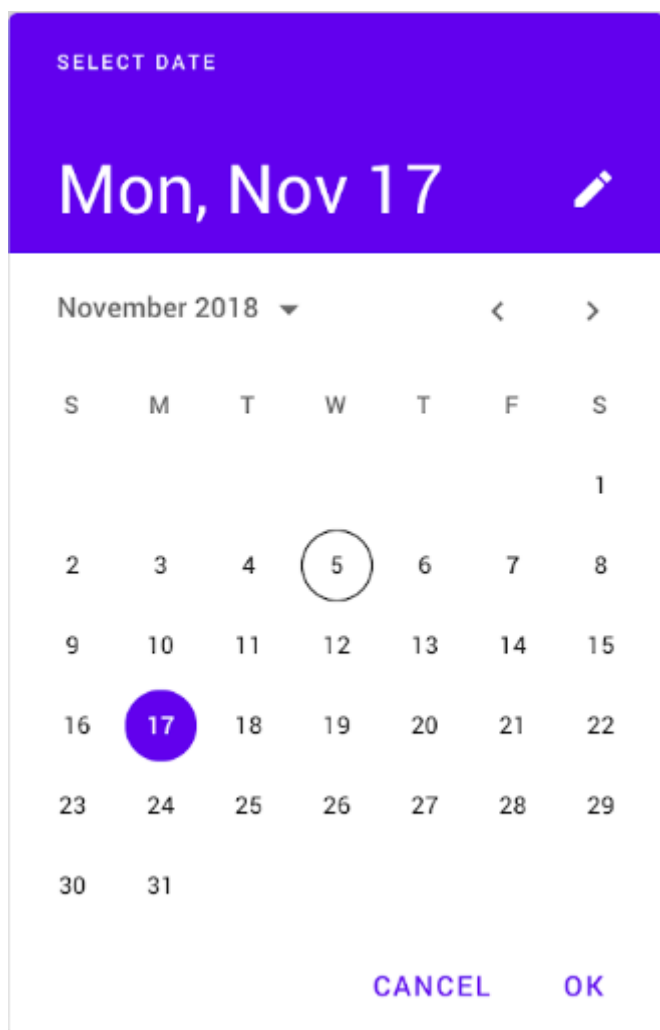 SELECT DATE
Mon, Nov 17
November 2018
S M T W T F S
1
2 3 4 5 6 7 8
9 10 11 12 13 14 15
16 17 18 19 20 21 22
23 24 25 26 27 28 29
30 31
CANCEL OK